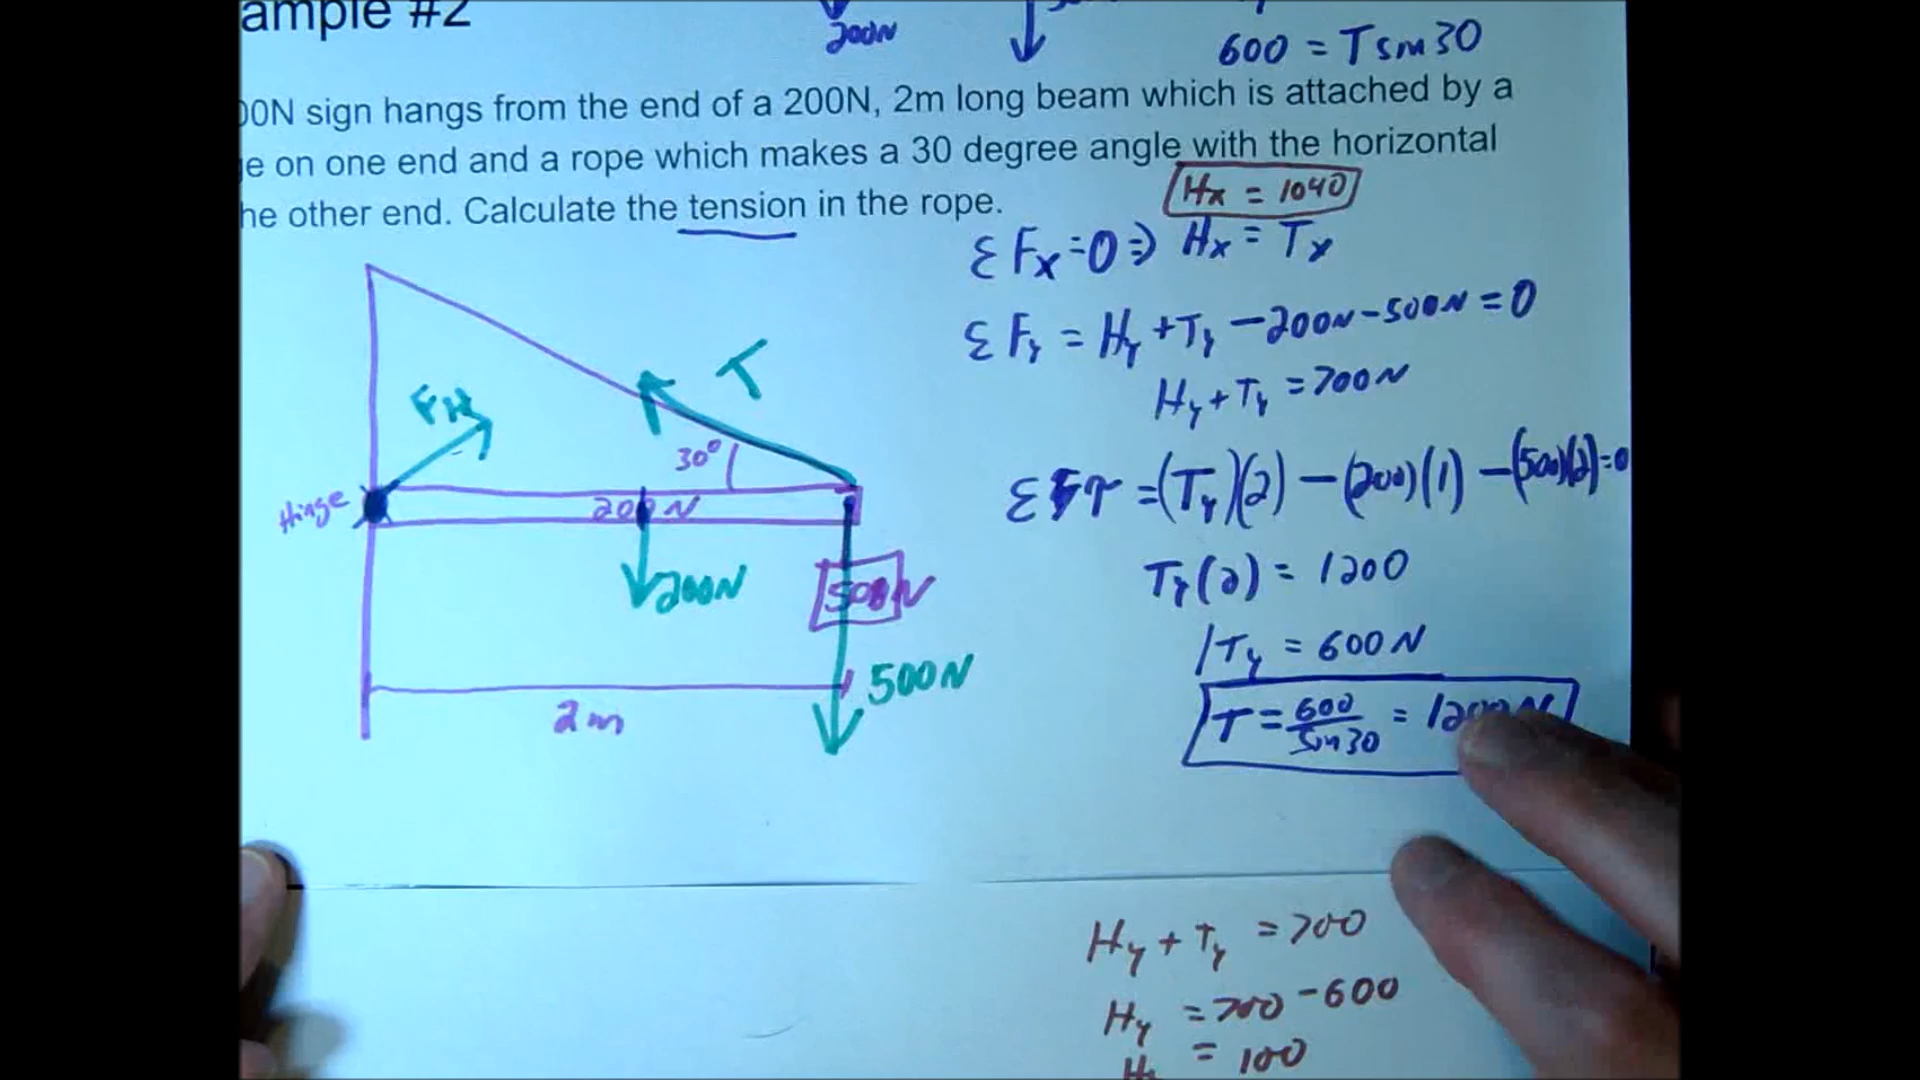 ample #2
200N
600 = T sin 30
00N sign hangs from the end of a 200N, 2m long beam which is attached by a
e on one end and a rope which makes a 30 degree angle with the horizontal
he other end. Calculate the tension in the rope.
Hx = 1040
ΣFx=0 ⇒ Hx = Tx
ΣFy = Hy + Ty - 200N - 500N = 0
Hy + Ty = 700N
Στ = (Ty)(2) - (200)(1) - (500)(2)=0
Ty(2) = 1200
Ty = 600N
T = 600/sin30 = 1200N
T
FH
30°
Hinge
200N
200N
500N
500N
2m
Hy + Ty = 700
Hy = 700 - 600
= 100